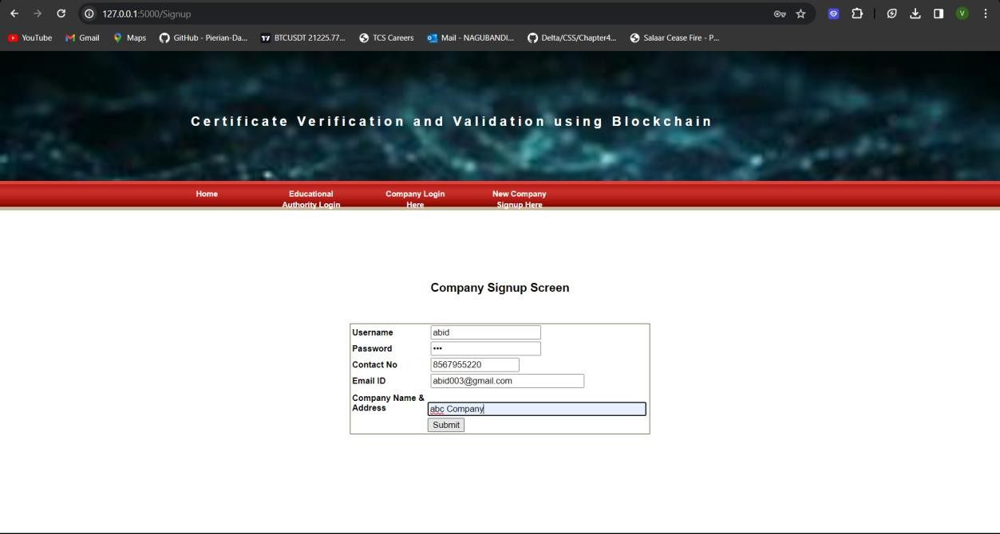 127.0.0.1:5000/Signup
V
YouTube Gmail Maps GitHub - Pierian-Da... BTCUSDT 21225.77... TCS Careers Mail - NAGUBANDI... Delta/CSS/Chapter4... Salaar Cease Fire - P...
Certificate Verification and Validation using Blockchain
Home Educational Company Login New Company
Authority Login Here Signup Here
Company Signup Screen
Username abid
Password •••
Contact No 8567955220
Email ID abid003@gmail.com
Company Name &
Address abc Company
Submit